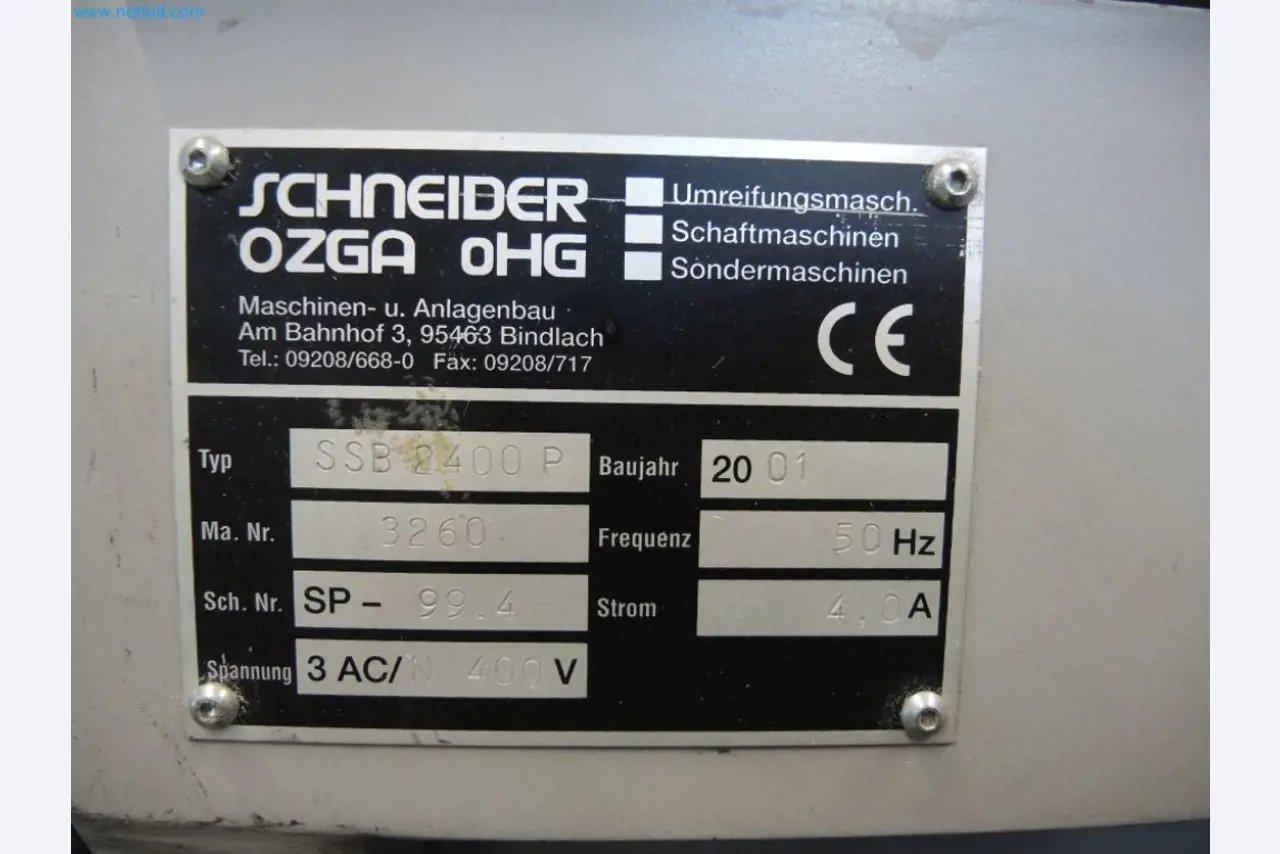 www.netbid.com
SCHNEIDER
OZGA oHG
Umreifungsmasch.
Schaftmaschinen
Sondermaschinen
Maschinen- u. Anlagenbau
Am Bahnhof 3, 95463 Bindlach
Tel.: 09208/668-0 Fax: 09208/717
CE
Typ SSB 2400 P
Baujahr 20 01
Ma. Nr. 3260
Frequenz 50 Hz
Sch. Nr. SP- 99.4
Strom 4,0 A
Spannung 3 AC/N 400 V